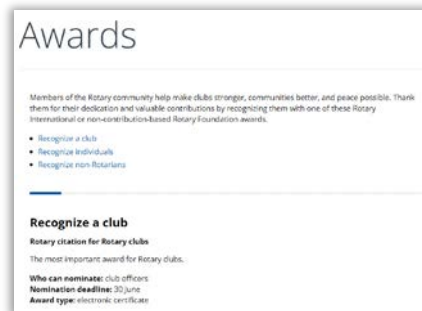 Awards
Members of the Rotary community help make clubs stronger, communities better, and peace possible. Thank
them for their dedication and valuable contributions by recognizing them with one of these Rotary
International or non-contribution-based Rotary Foundation awards.
• Recognize a club
• Recognize individuals
• Recognize non-Rotarians
Recognize a club
Rotary citation for Rotary clubs
The most important award for Rotary clubs.
Who can nominate: club officers
Nomination deadline: 30 June
Award type: electronic certificate